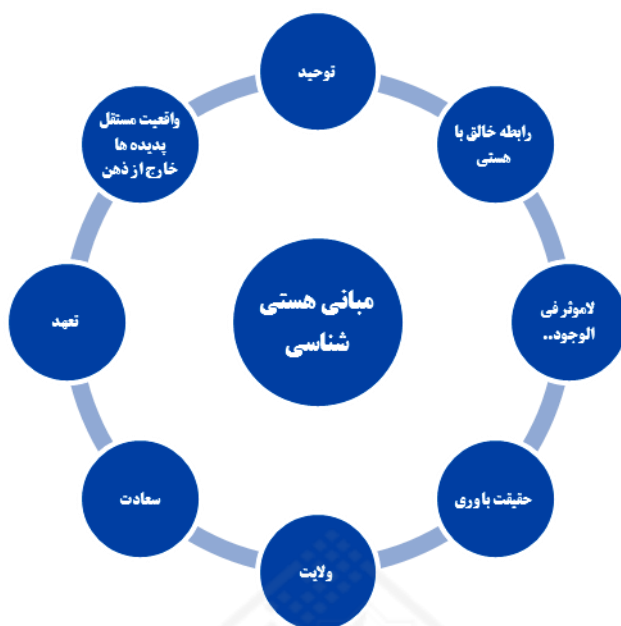 توحید
رابطه خالق با
هستی
لاموثر فی
الوجود..
حقیقت باوری
ولایت
سعادت
تعهد
واقعیت مستقل
پدیده ها
خارج از ذهن
مبانی هستی
شناسی